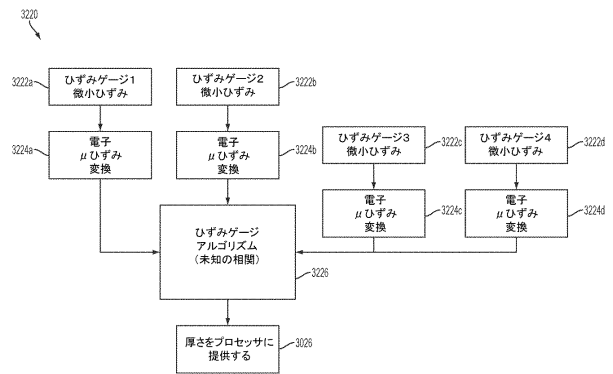 3220
3222a
ひずみゲージ1
微小ひずみ
ひずみゲージ2
微小ひずみ
3222b
3224a
電子
μひずみ
変換
電子
μひずみ
変換
3224b
ひずみゲージ3
微小ひずみ
3222c
ひずみゲージ4
微小ひずみ
3222d
電子
μひずみ
変換
3224c
電子
μひずみ
変換
3224d
ひずみゲージ
アルゴリズム
(未知の相関)
3226
厚さをプロセッサに
提供する
3026